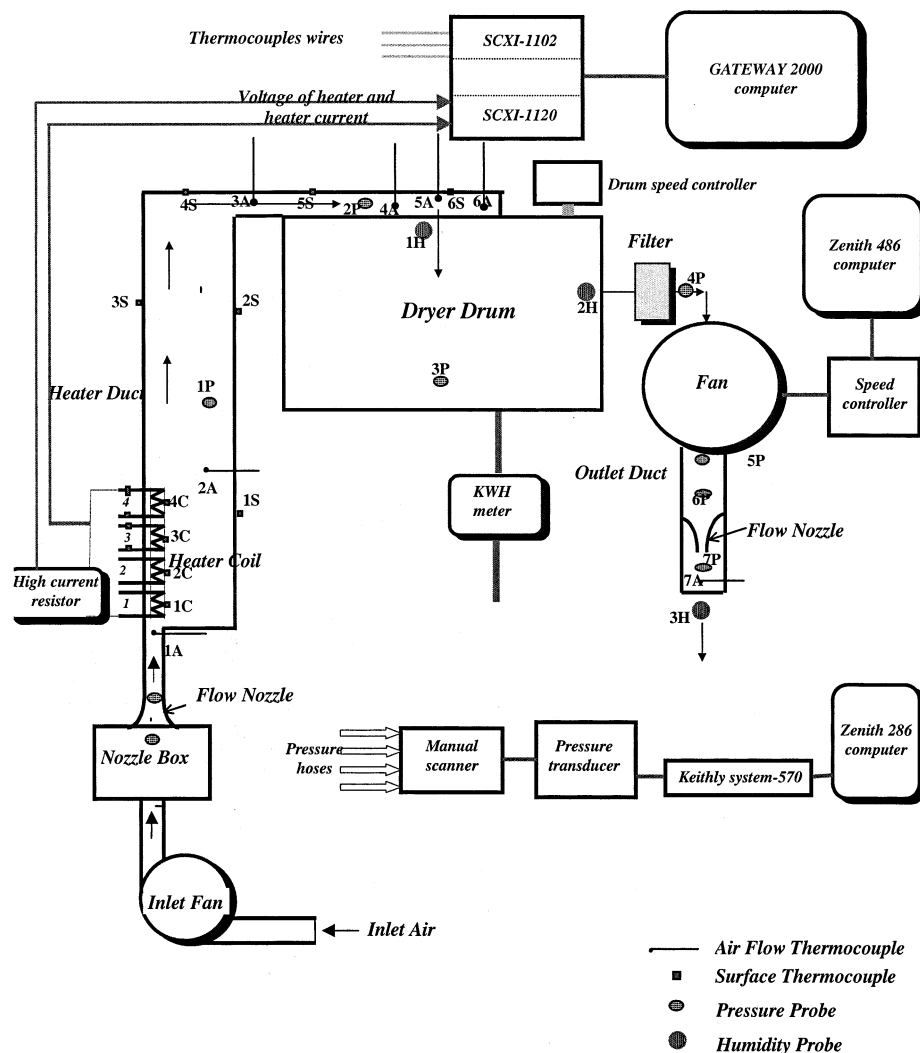 Thermocouples wires
SCXI-1102
GATEWAY 2000
computer
Voltage of heater and
heater current
SCXI-1120
Drum speed controller
4S
3A
5S
2P
4A
5A
6S
6A
1H
Filter
Zenith 486
computer
3S
2S
Dryer Drum
2H
4P
Heater Duct
1P
3P
Fan
Speed
controller
2A
1S
KWH
meter
Outlet Duct
5P
6P
Flow Nozzle
7P
7A
3H
4
4C
3
3C
Heater Coil
2
2C
1
1C
High current
resistor
1A
Flow Nozzle
Nozzle Box
Pressure
hoses
Manual
scanner
Pressure
transducer
Keithly system-570
Zenith 286
computer
Inlet Fan
Inlet Air
Air Flow Thermocouple
Surface Thermocouple
Pressure Probe
Humidity Probe